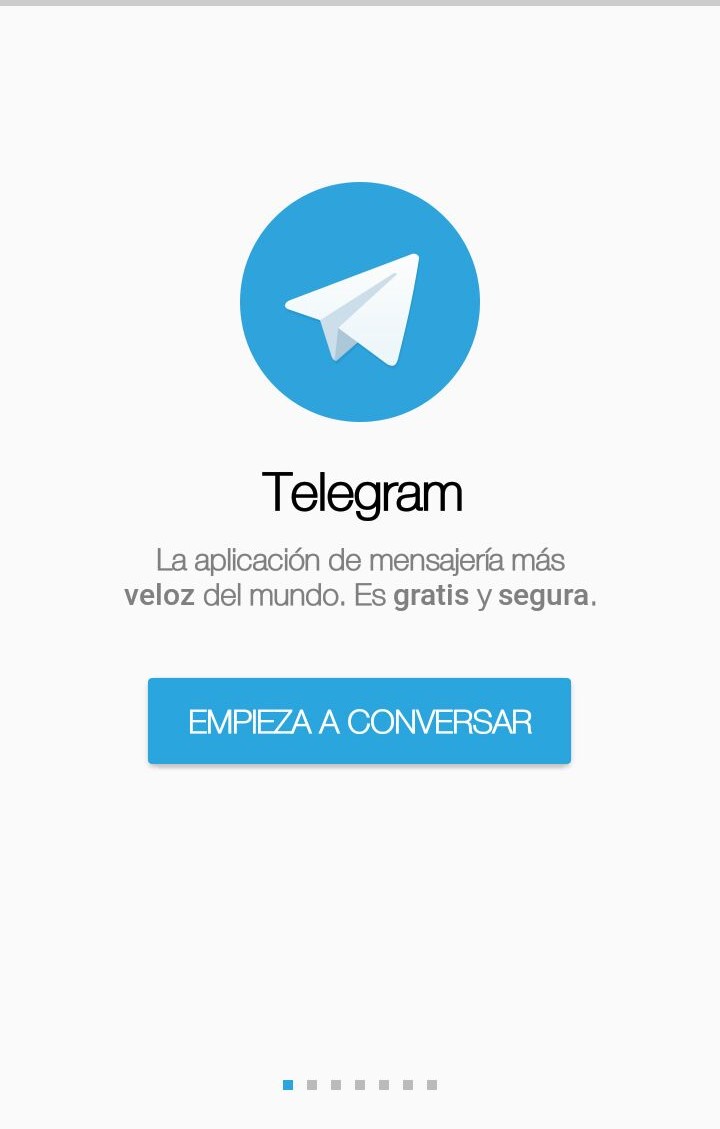 Telegram
La aplicación de mensajería más
veloz del mundo. Es gratis y segura.
EMPIEZA A CONVERSAR